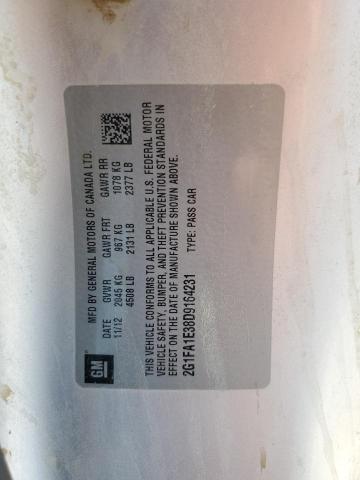 GM
MFD BY GENERAL MOTORS OF CANADA LTD.
DATE GVWR GAWR FRT GAWR RR
11/12 2045 KG 967 KG 1078 KG
4508 LB 2131 LB 2377 LB
THIS VEHICLE CONFORMS TO ALL APPLICABLE U.S. FEDERAL MOTOR
VEHICLE SAFETY, BUMPER, AND THEFT PREVENTION STANDARDS IN
EFFECT ON THE DATE OF MANUFACTURE SHOWN ABOVE.
2G1FA1E38D9164231 TYPE: PASS CAR